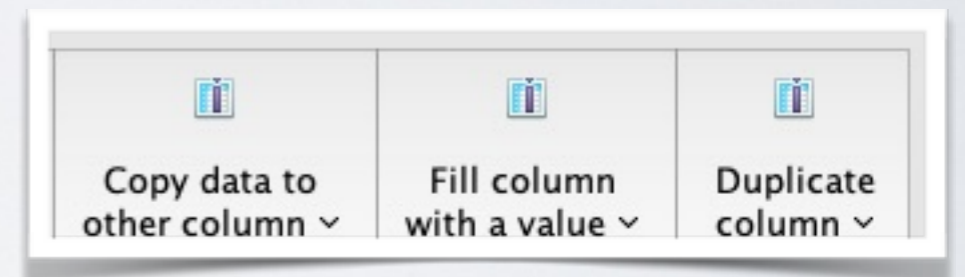 Copy data to
other column
Fill column
with a value
Duplicate
column